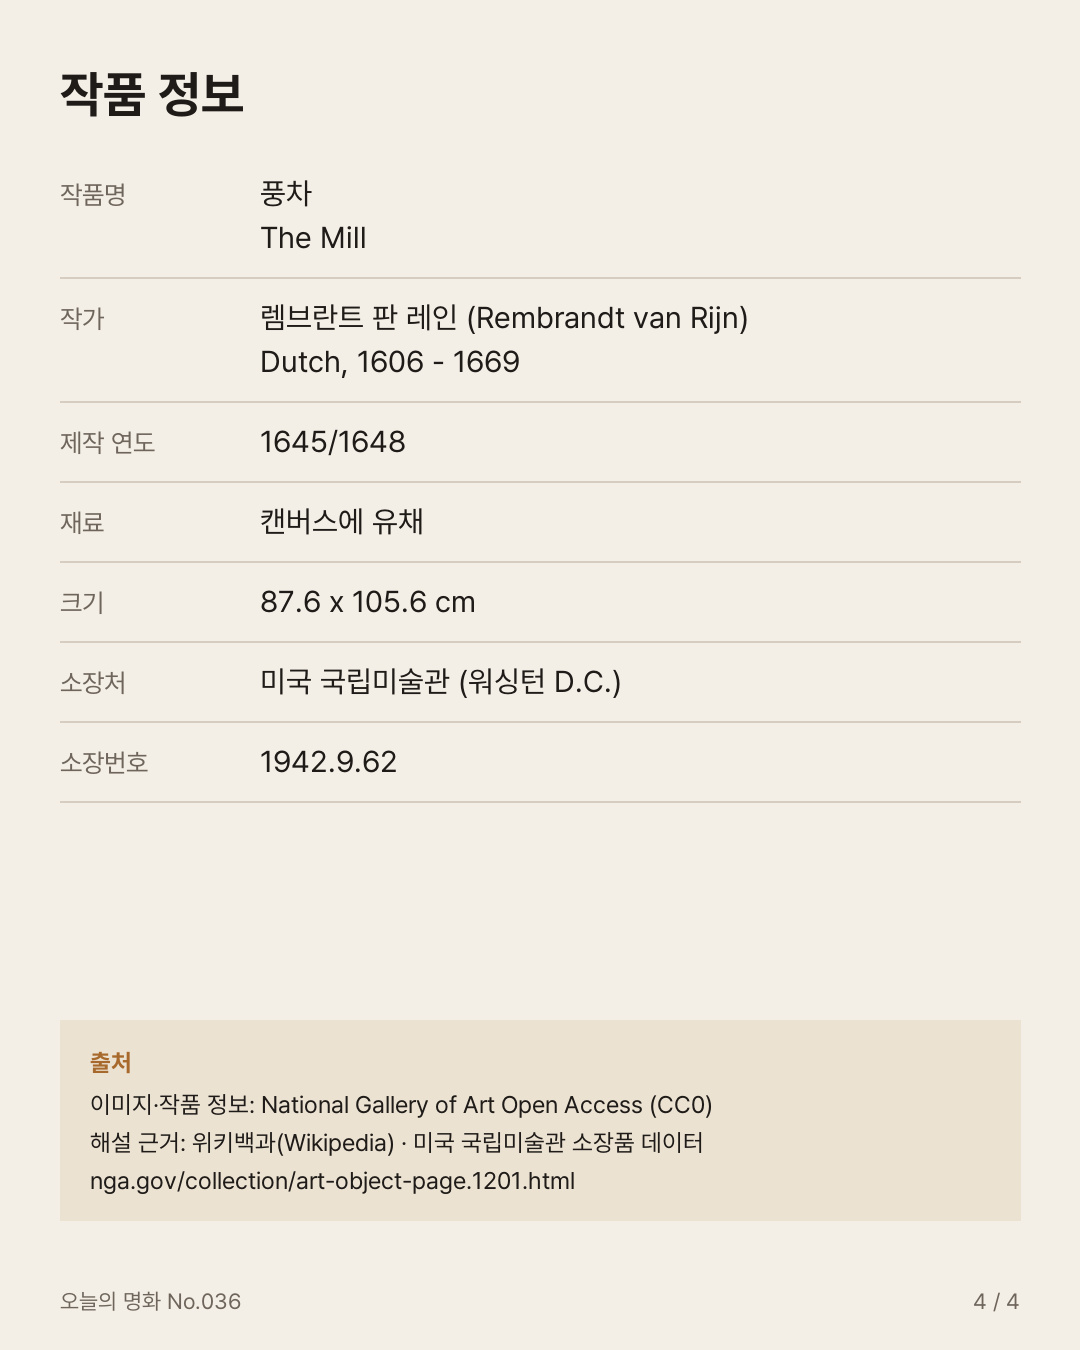 작품 정보
작품명
풍차
The Mill
작가
렘브란트 판 레인 (Rembrandt van Rijn)
Dutch, 1606 - 1669
제작 연도
1645/1648
재료
캔버스에 유채
크기
87.6 x 105.6 cm
소장처
미국 국립미술관 (워싱턴 D.C.)
소장번호
1942.9.62
출처
이미지·작품 정보: National Gallery of Art Open Access (CC0)
해설 근거: 위키백과(Wikipedia) · 미국 국립미술관 소장품 데이터
nga.gov/collection/art-object-page.1201.html
오늘의 명화 No.036
4 / 4